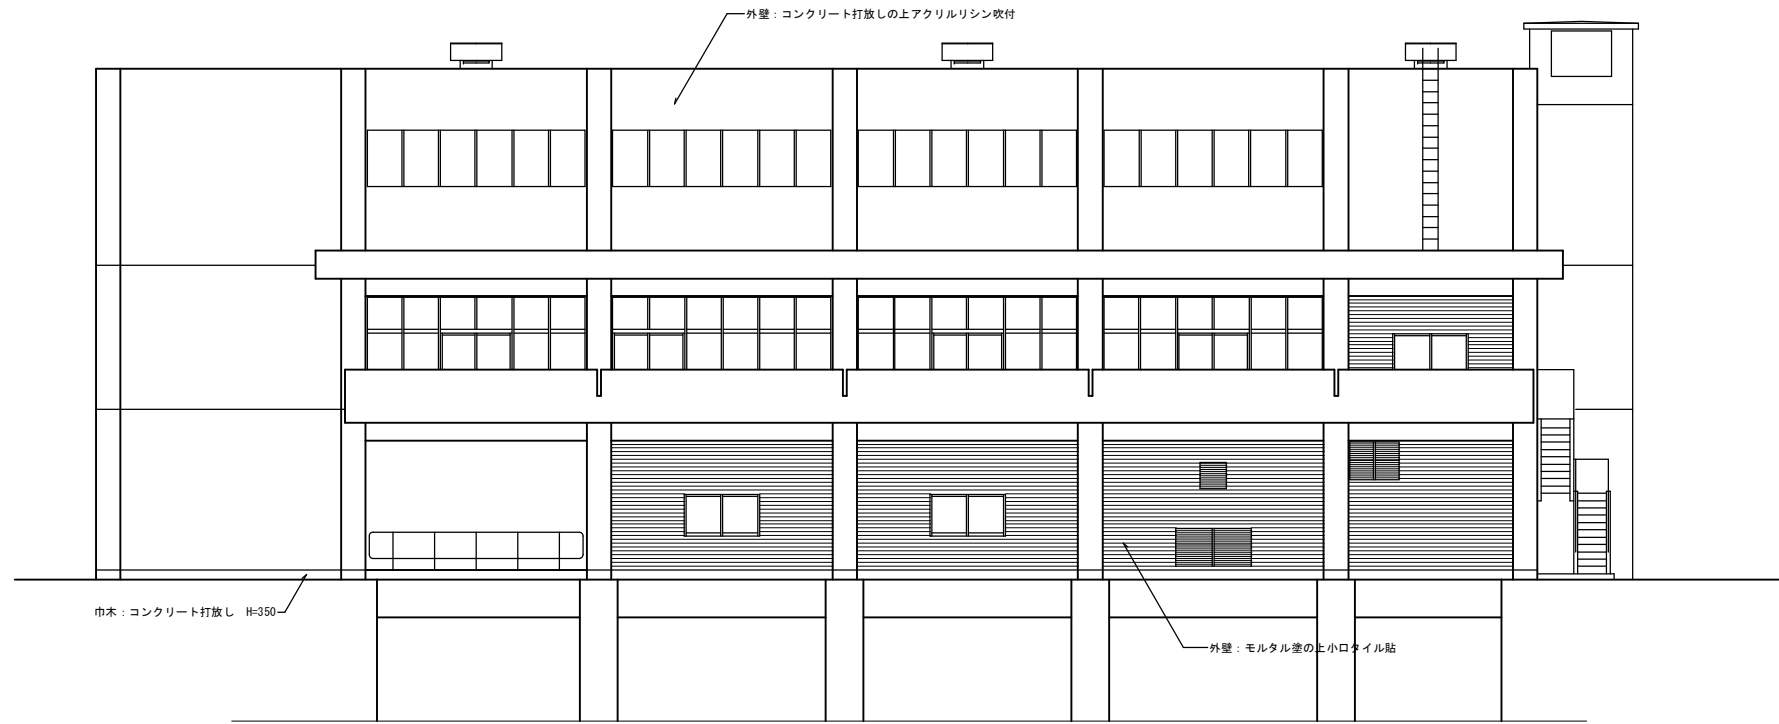 外壁：コンクリート打放しの上アクリルリシン吹付
巾木：コンクリート打放し　H=350
外壁：モルタル塗の上小口タイル貼